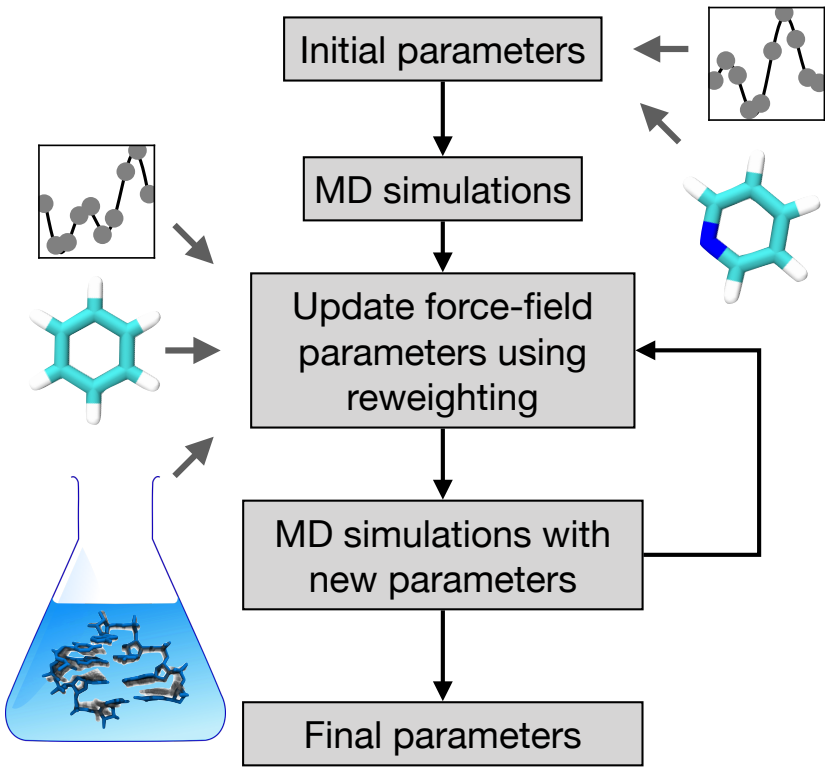 Initial parameters
MD simulations
Update force-field
parameters using
reweighting
MD simulations with
new parameters
Final parameters